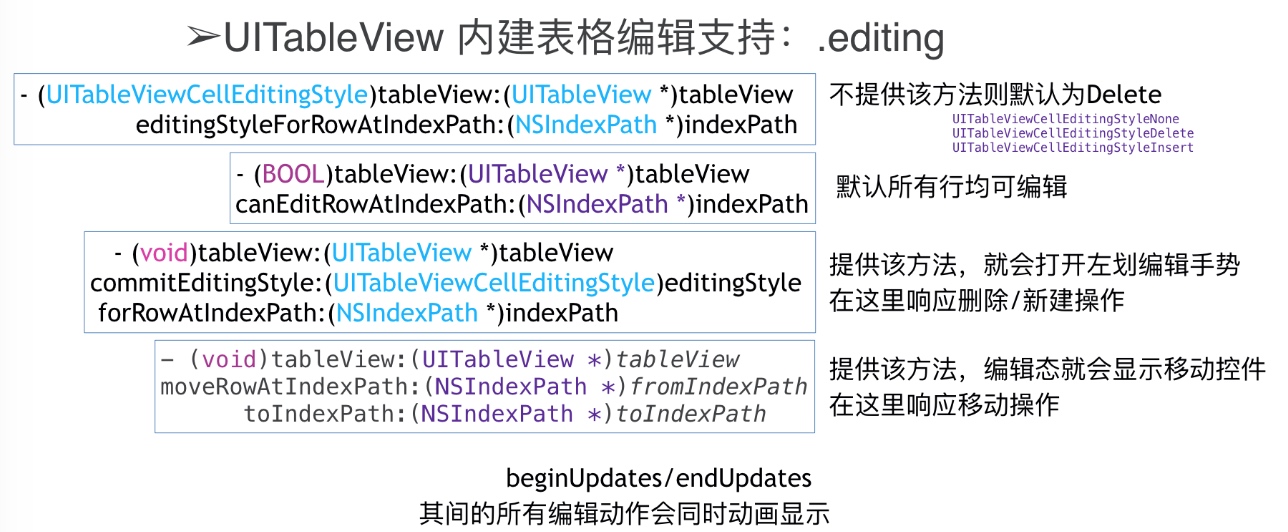 ➢UITableView 内建表格编辑支持：.editing
- (UITableViewCellEditingStyle)tableView:(UITableView *)tableView
editingStyleForRowAtIndexPath:(NSIndexPath *)indexPath
不提供该方法则默认为Delete
UITableViewCellEditingStyleNone
UITableViewCellEditingStyleDelete
UITableViewCellEditingStyleInsert
- (BOOL)tableView:(UITableView *)tableView
canEditRowAtIndexPath:(NSIndexPath *)indexPath
默认所有行均可编辑
- (void)tableView:(UITableView *)tableView
commitEditingStyle:(UITableViewCellEditingStyle)editingStyle
forRowAtIndexPath:(NSIndexPath *)indexPath
提供该方法，就会打开左划编辑手势
在这里响应删除/新建操作
– (void)tableView:(UITableView *)tableView
moveRowAtIndexPath:(NSIndexPath *)fromIndexPath
toIndexPath:(NSIndexPath *)toIndexPath
提供该方法，编辑态就会显示移动控件
在这里响应移动操作
beginUpdates/endUpdates
其间的所有编辑动作会同时动画显示